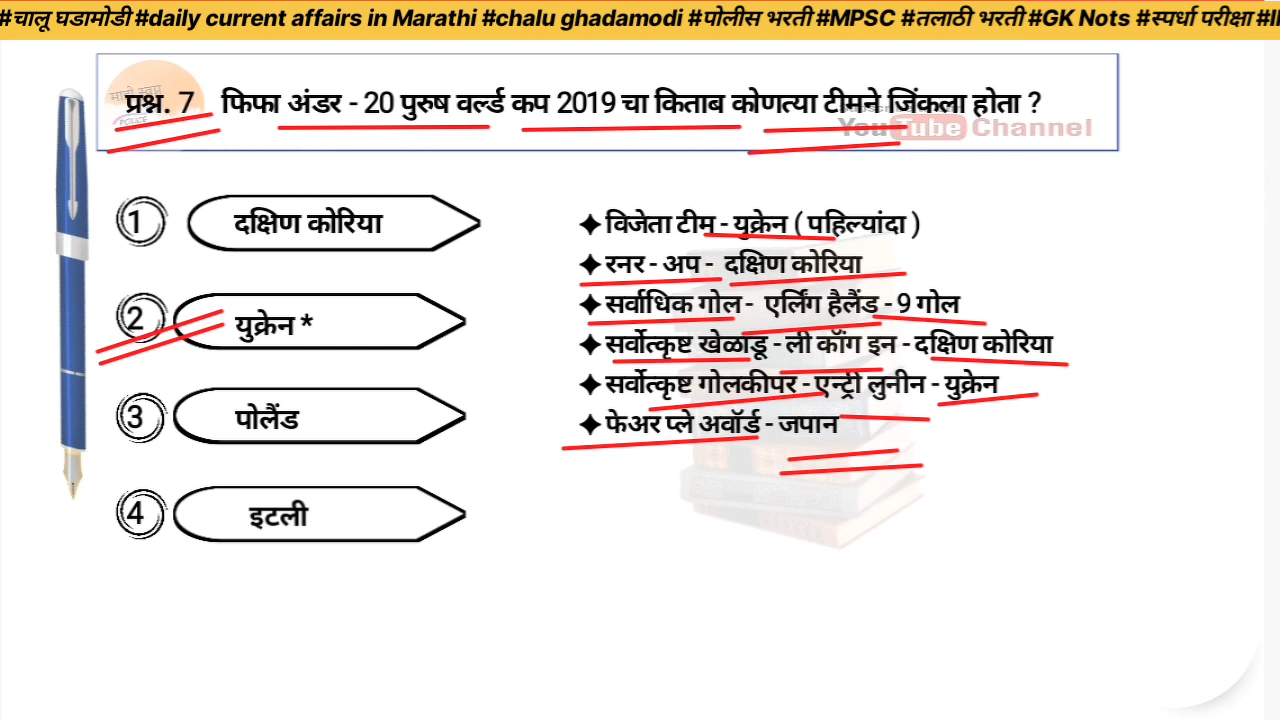 #चालू घडामोडी #daily current affairs in Marathi #chalu ghadamodi #पोलीस भरती #MPSC #तलाठी भरती #GK Nots #स्पर्धा परीक्षा
प्रश्न. 7 फिफा अंडर - 20 पुरुष वर्ल्ड कप 2019 चा किताब कोणत्या टीमने जिंकला होता ?
POLICE
YouTube Channel
1 दक्षिण कोरिया
2 युक्रेन *
3 पोलैंड
4 इटली
✦विजेता टीम - युक्रेन ( पहिल्यांदा )
✦रनर - अप - दक्षिण कोरिया
✦सर्वाधिक गोल - एर्लिंग हैलैंड - 9 गोल
✦सर्वोत्कृष्ट खेळाडू - ली कॉंग इन - दक्षिण कोरिया
✦सर्वोत्कृष्ट गोलकीपर - एन्ट्री लुनीन - युक्रेन
✦फेअर प्ले अवॉर्ड - जपान